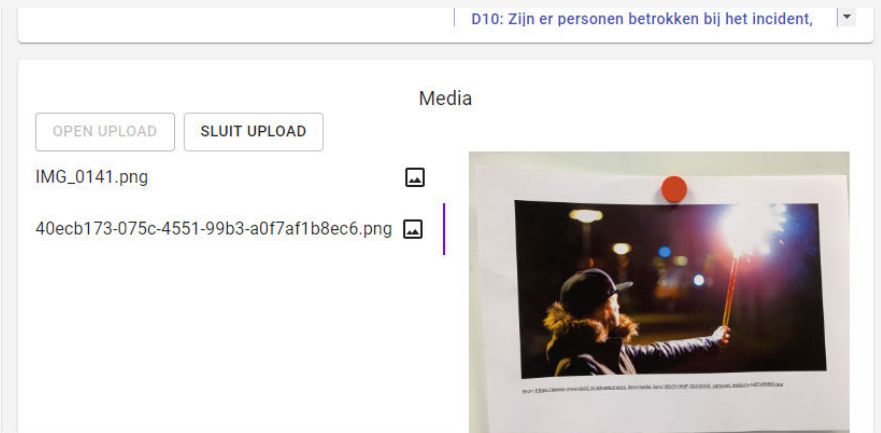 D10: Zijn er personen betrokken bij het incident,
Media
OPEN UPLOAD
SLUIT UPLOAD
IMG_0141.png
40ecb173-075c-4551-99b3-a0f7af1b8ec6.png